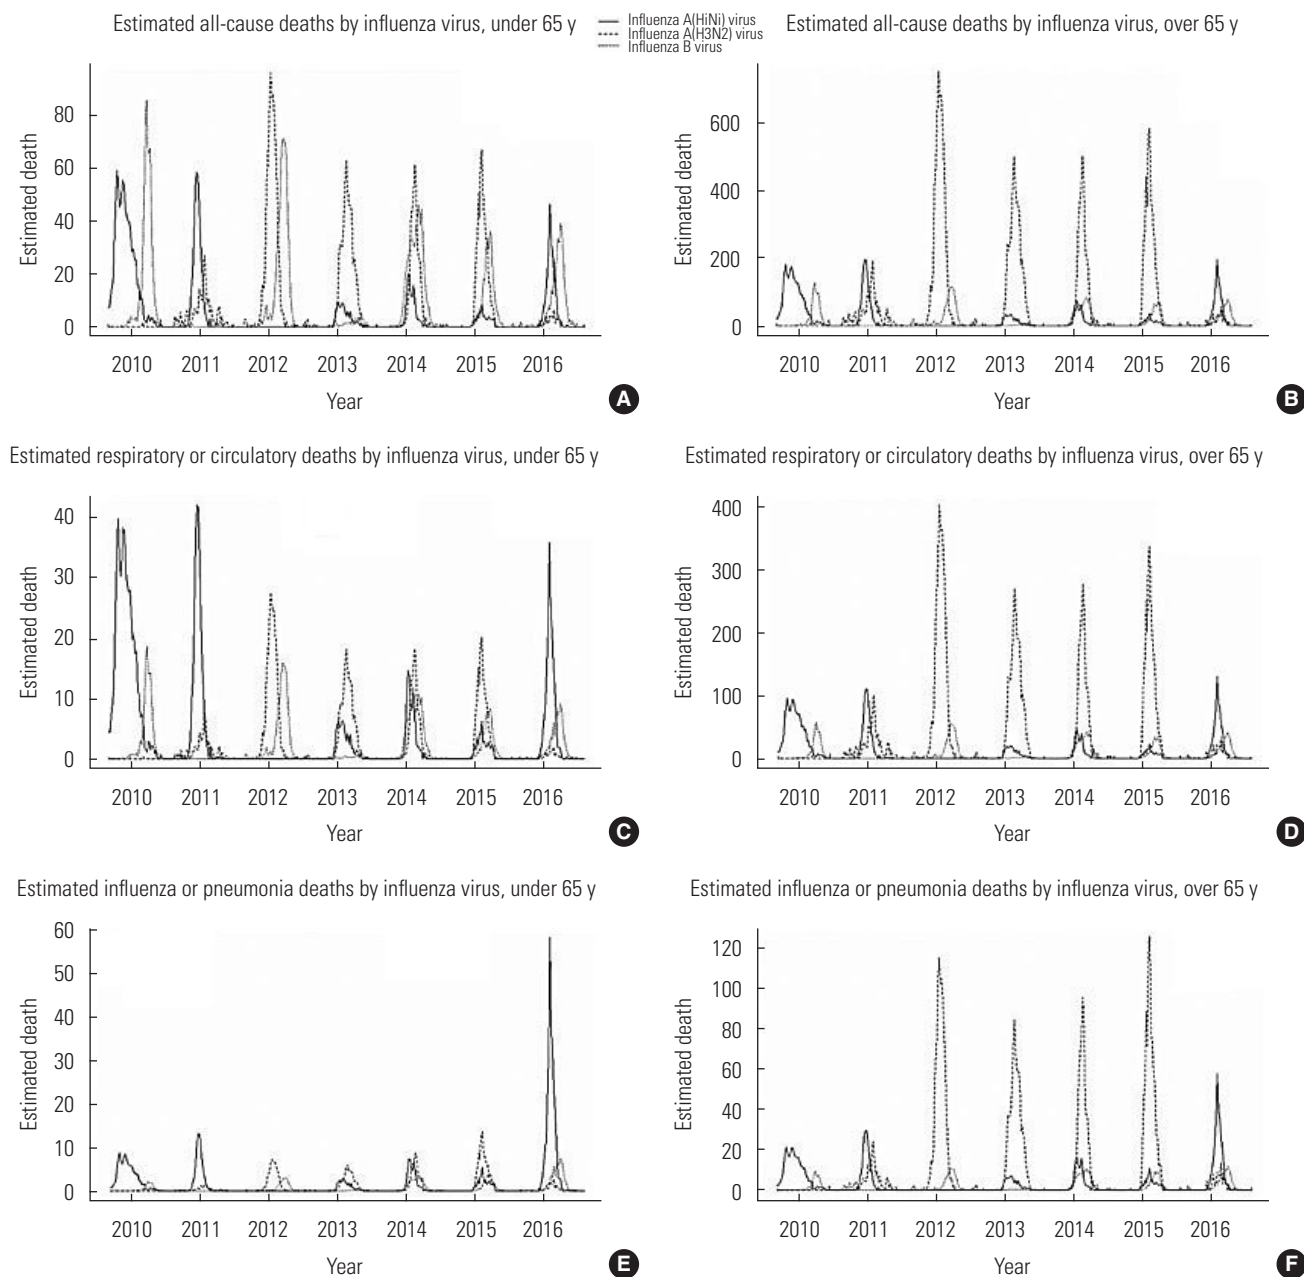 Estimated all-cause deaths by influenza virus, under 65 y
Influenza A(HiNi) virus
Influenza A(H3N2) virus
Influenza B virus
Estimated all-cause deaths by influenza virus, over 65 y
Estimated death
80
60
40
20
0
2010 2011 2012 2013 2014 2015 2016
Year
A
Estimated death
600
400
200
0
2010 2011 2012 2013 2014 2015 2016
Year
B
Estimated respiratory or circulatory deaths by influenza virus, under 65 y
Estimated death
40
30
20
10
0
2010 2011 2012 2013 2014 2015 2016
Year
C
Estimated respiratory or circulatory deaths by influenza virus, over 65 y
Estimated death
400
300
200
100
0
2010 2011 2012 2013 2014 2015 2016
Year
D
Estimated influenza or pneumonia deaths by influenza virus, under 65 y
Estimated death
60
50
40
30
20
10
0
2010 2011 2012 2013 2014 2015 2016
Year
E
Estimated influenza or pneumonia deaths by influenza virus, over 65 y
Estimated death
120
100
80
60
40
20
0
2010 2011 2012 2013 2014 2015 2016
Year
F